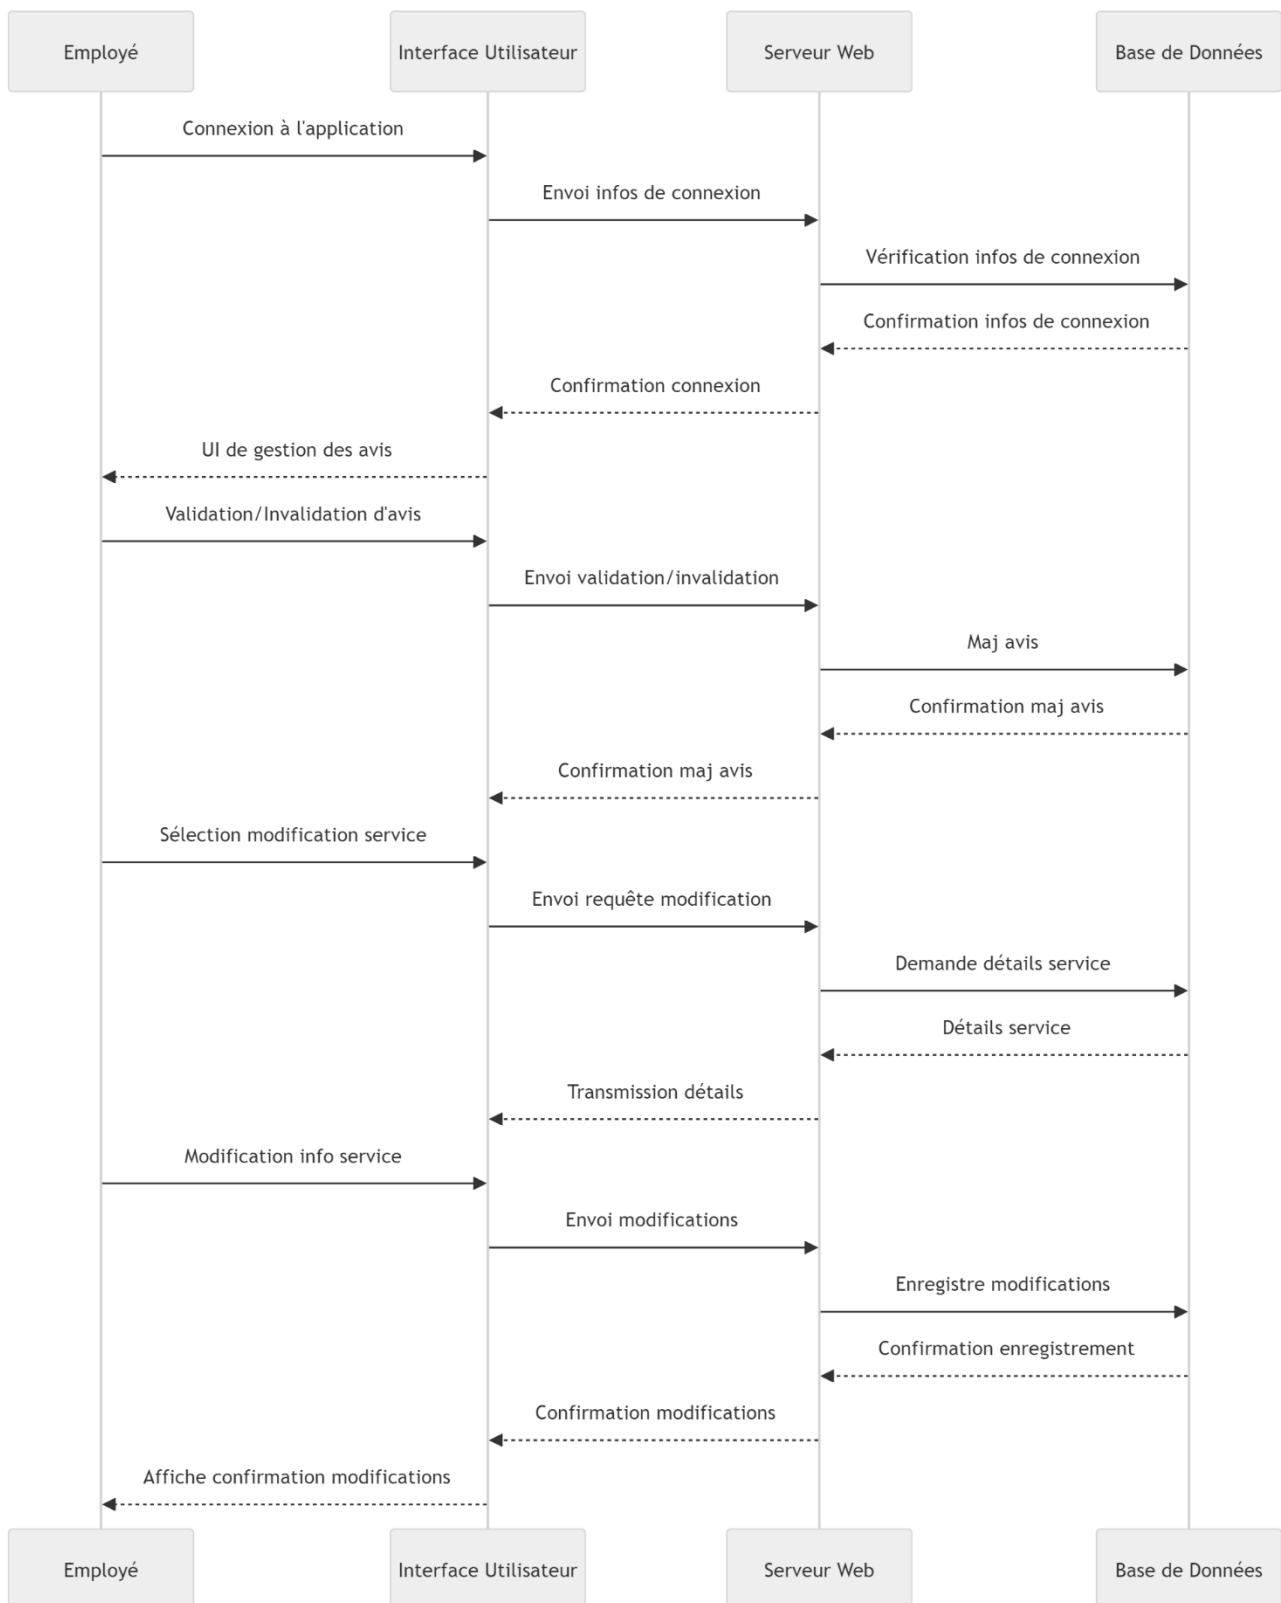 Employé
Interface Utilisateur
Serveur Web
Base de Données
Connexion à l'application
Envoi infos de connexion
Vérification infos de connexion
Confirmation infos de connexion
Confirmation connexion
UI de gestion des avis
Validation/Invalidation d'avis
Envoi validation/invalidation
Maj avis
Confirmation maj avis
Confirmation maj avis
Sélection modification service
Envoi requête modification
Demande détails service
Détails service
Transmission détails
Modification info service
Envoi modifications
Enregistre modifications
Confirmation enregistrement
Confirmation modifications
Affiche confirmation modifications
Employé
Interface Utilisateur
Serveur Web
Base de Données